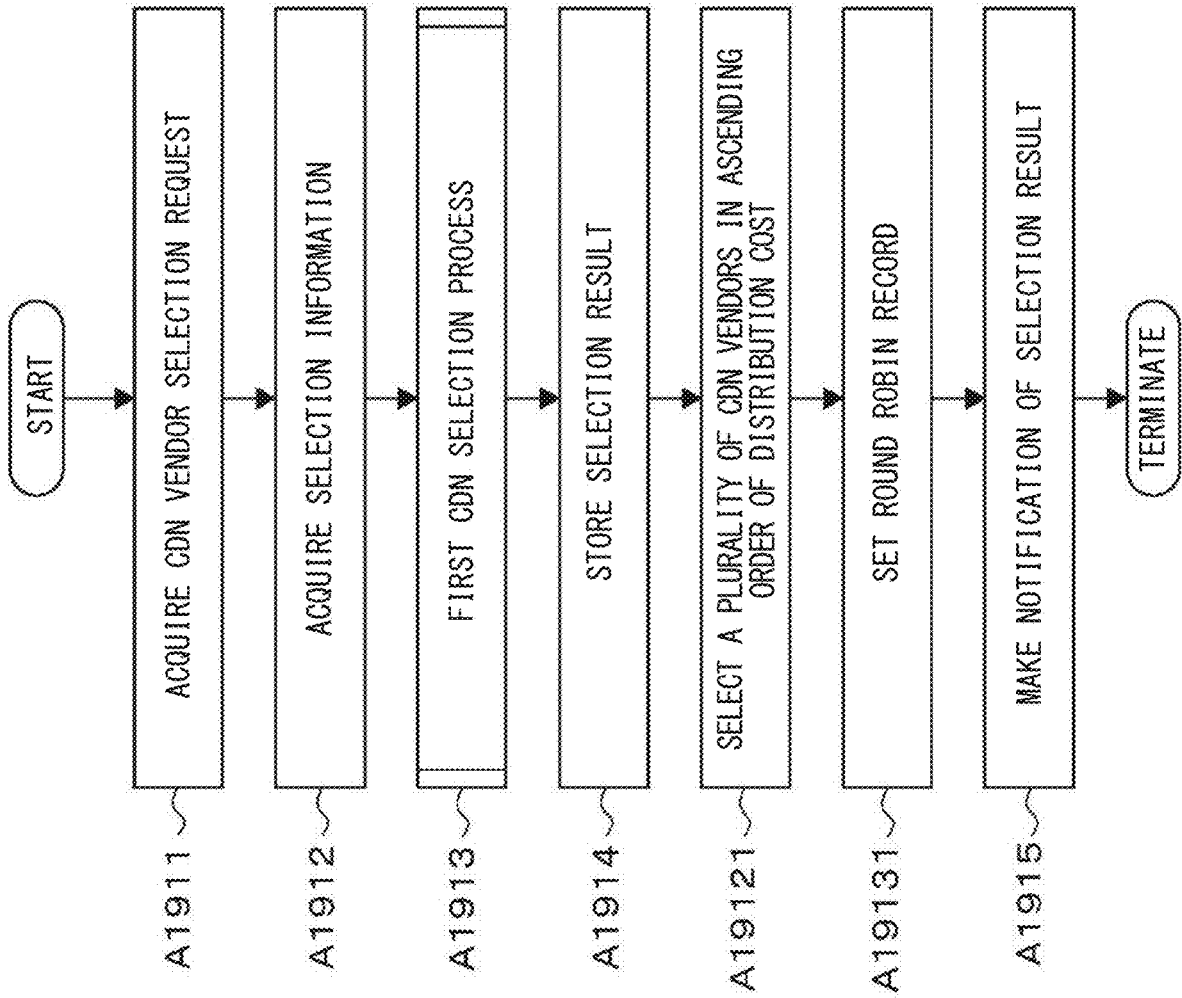 START
A1911
ACQUIRE CDN VENDOR SELECTION REQUEST
A1912
ACQUIRE SELECTION INFORMATION
A1913
FIRST CDN SELECTION PROCESS
A1914
STORE SELECTION RESULT
A19121
SELECT A PLURALITY OF CDN VENDORS IN ASCENDING
ORDER OF DISTRIBUTION COST
A19131
SET ROUND ROBIN RECORD
A1915
MAKE NOTIFICATION OF SELECTION RESULT
TERMINATE